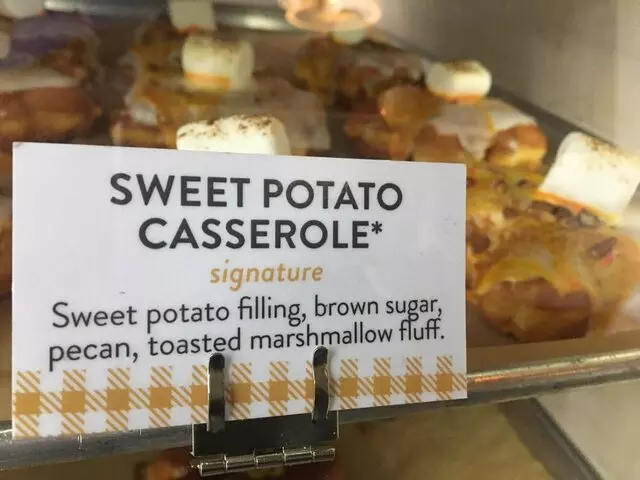 SWEET POTATO
CASSEROLE*
signature
Sweet potato filling, brown sugar,
pecan, toasted marshmallow fluff.